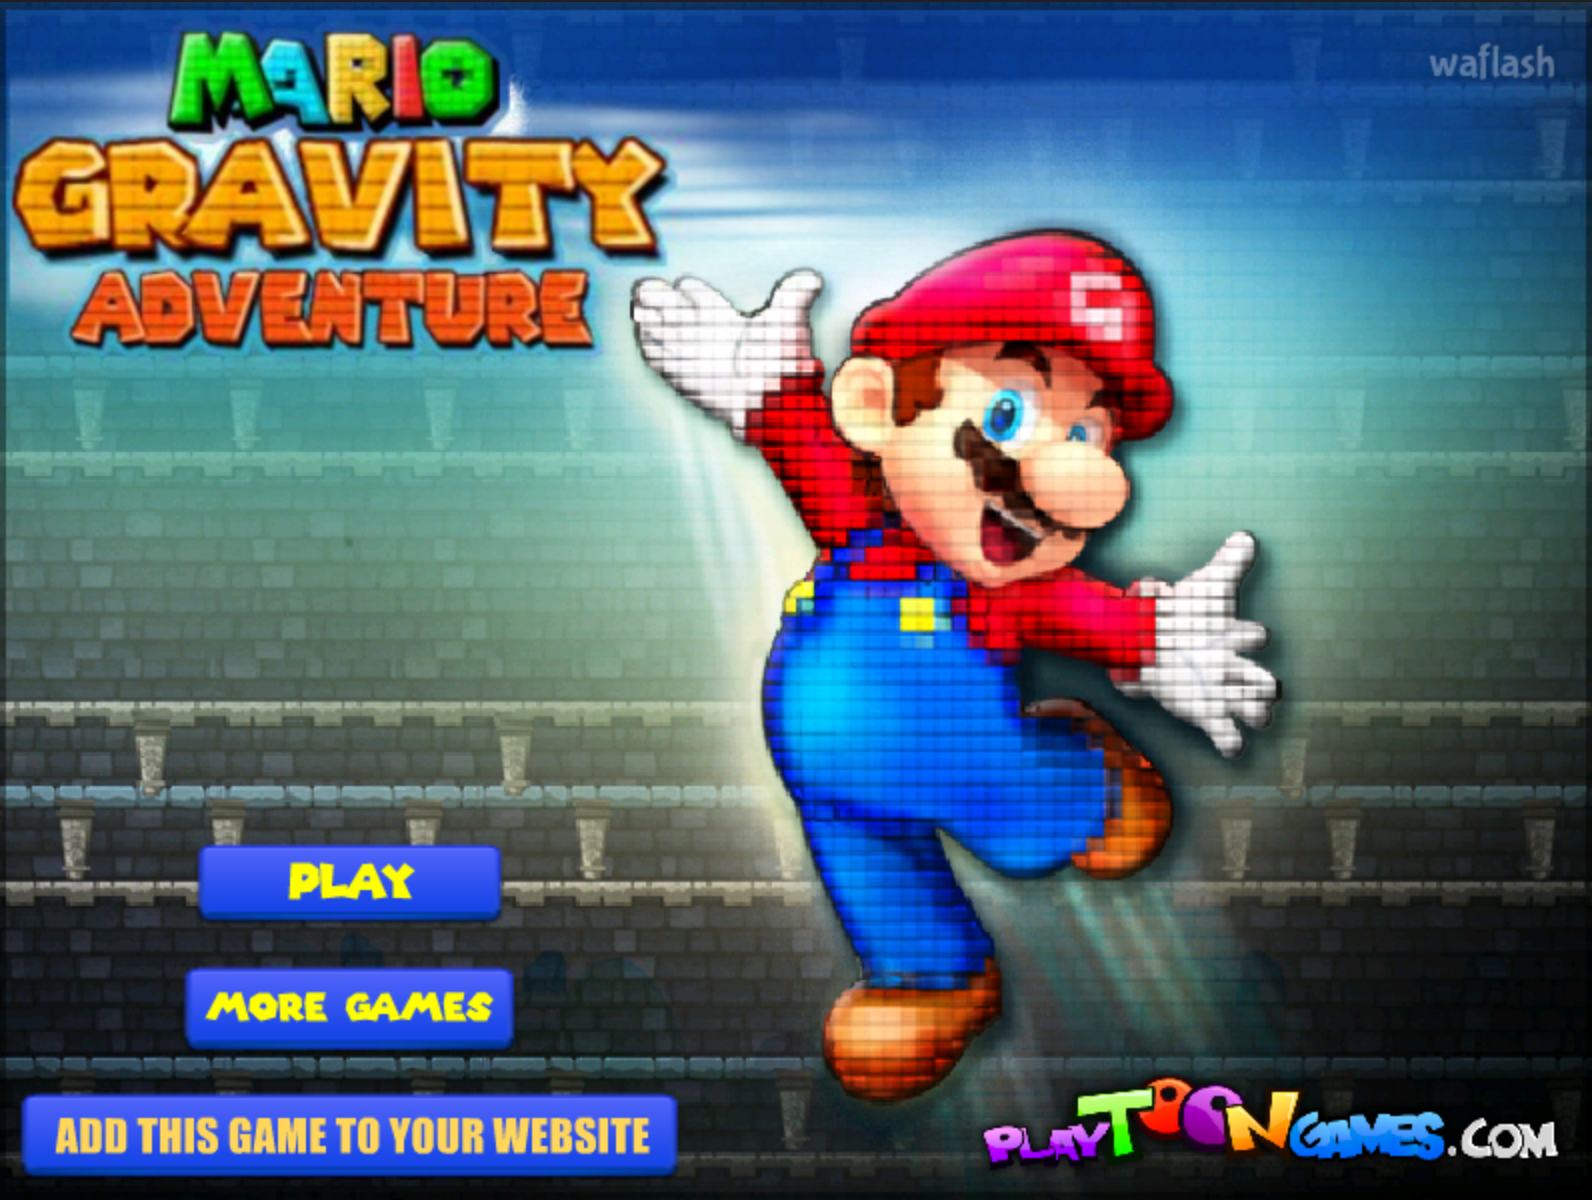 waflash
MARIO
GRAVITY
ADVENTURE
PLAY
MORE GAMES
ADD THIS GAME TO YOUR WEBSITE
PLAYTOONGAMES.COM